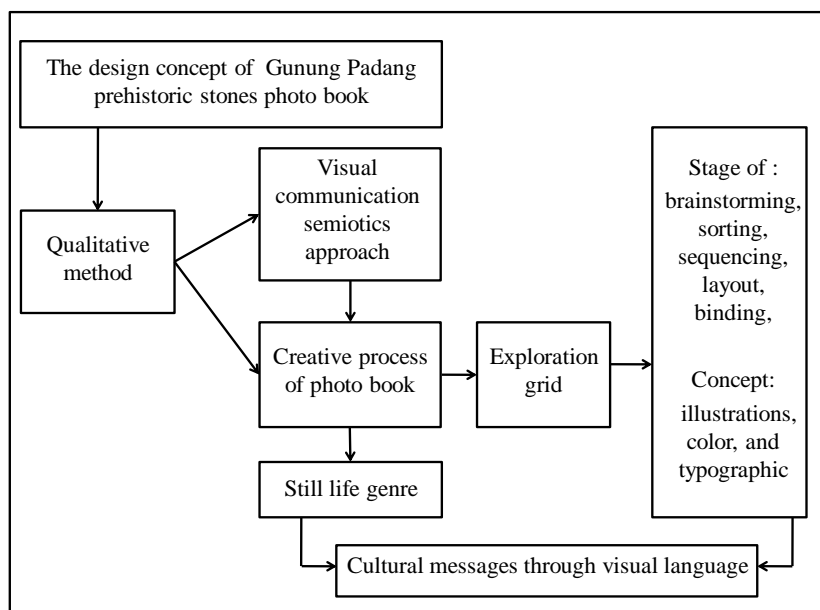 The design concept of Gunung Padang
prehistoric stones photo book
Qualitative
method
Visual
communication
semiotics
approach
Creative process
of photo book
Exploration
grid
Stage of :
brainstorming,
sorting,
sequencing,
layout,
binding,
Concept:
illustrations,
color, and
typographic
Still life genre
Cultural messages through visual language